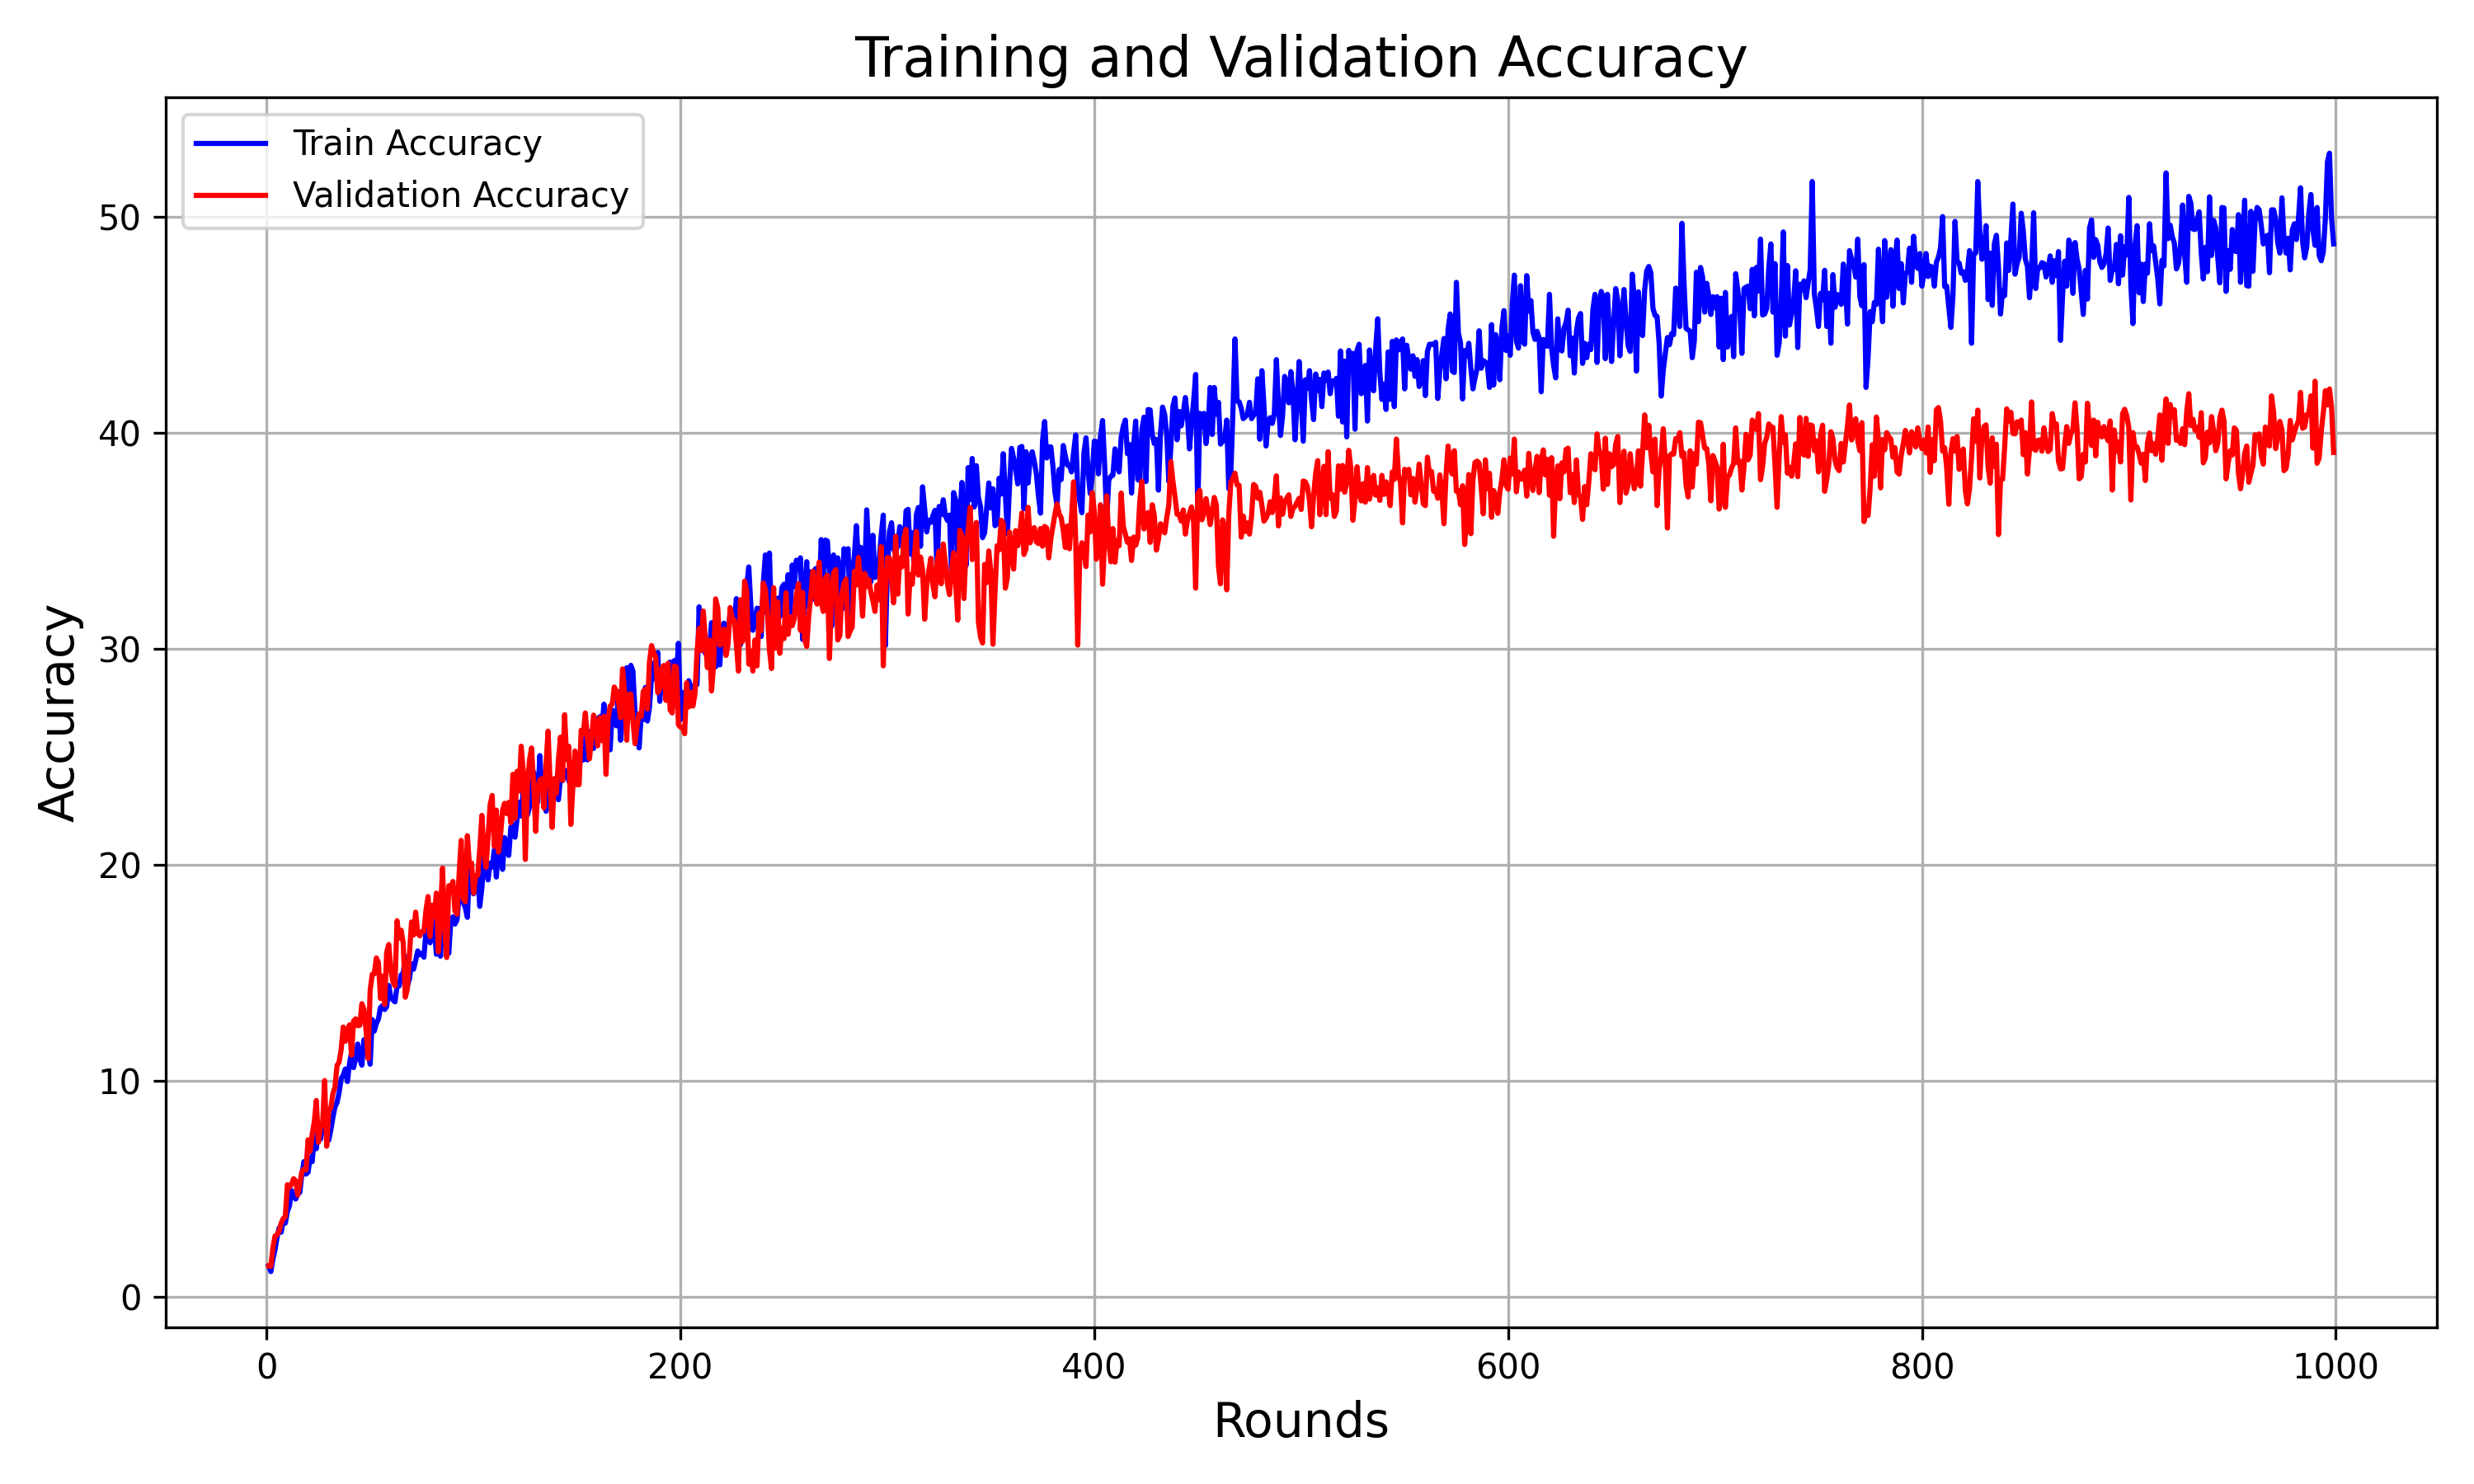 Training and Validation Accuracy
Train Accuracy
Validation Accuracy
50
40
30
20
10
0
Accuracy
0 200 400 600 800 1000
Rounds